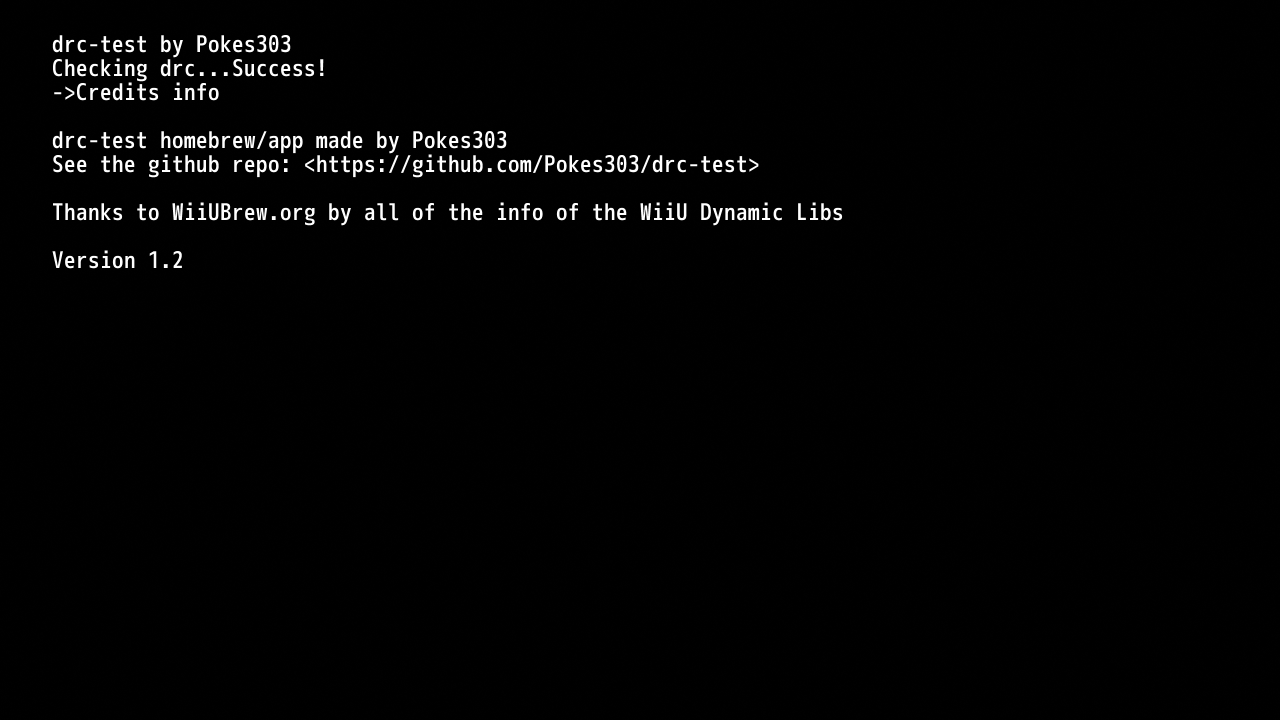 drc-test by Pokes303
Checking drc...Success!
->Credits info
drc-test homebrew/app made by Pokes303
See the github repo: <https://github.com/Pokes303/drc-test>
Thanks to WiiUBrew.org by all of the info of the WiiU Dynamic Libs
Version 1.2